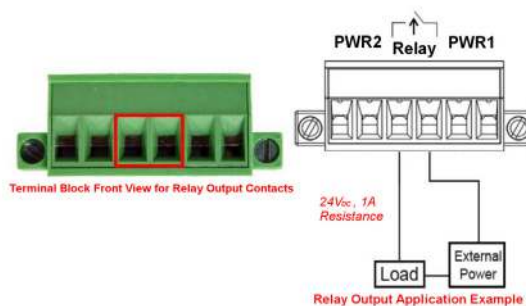 PWR2 Relay PWR1
Terminal Block Front View for Relay Output Contacts
24VDC, 1A
Resistance
Load
External
Power
Relay Output Application Example